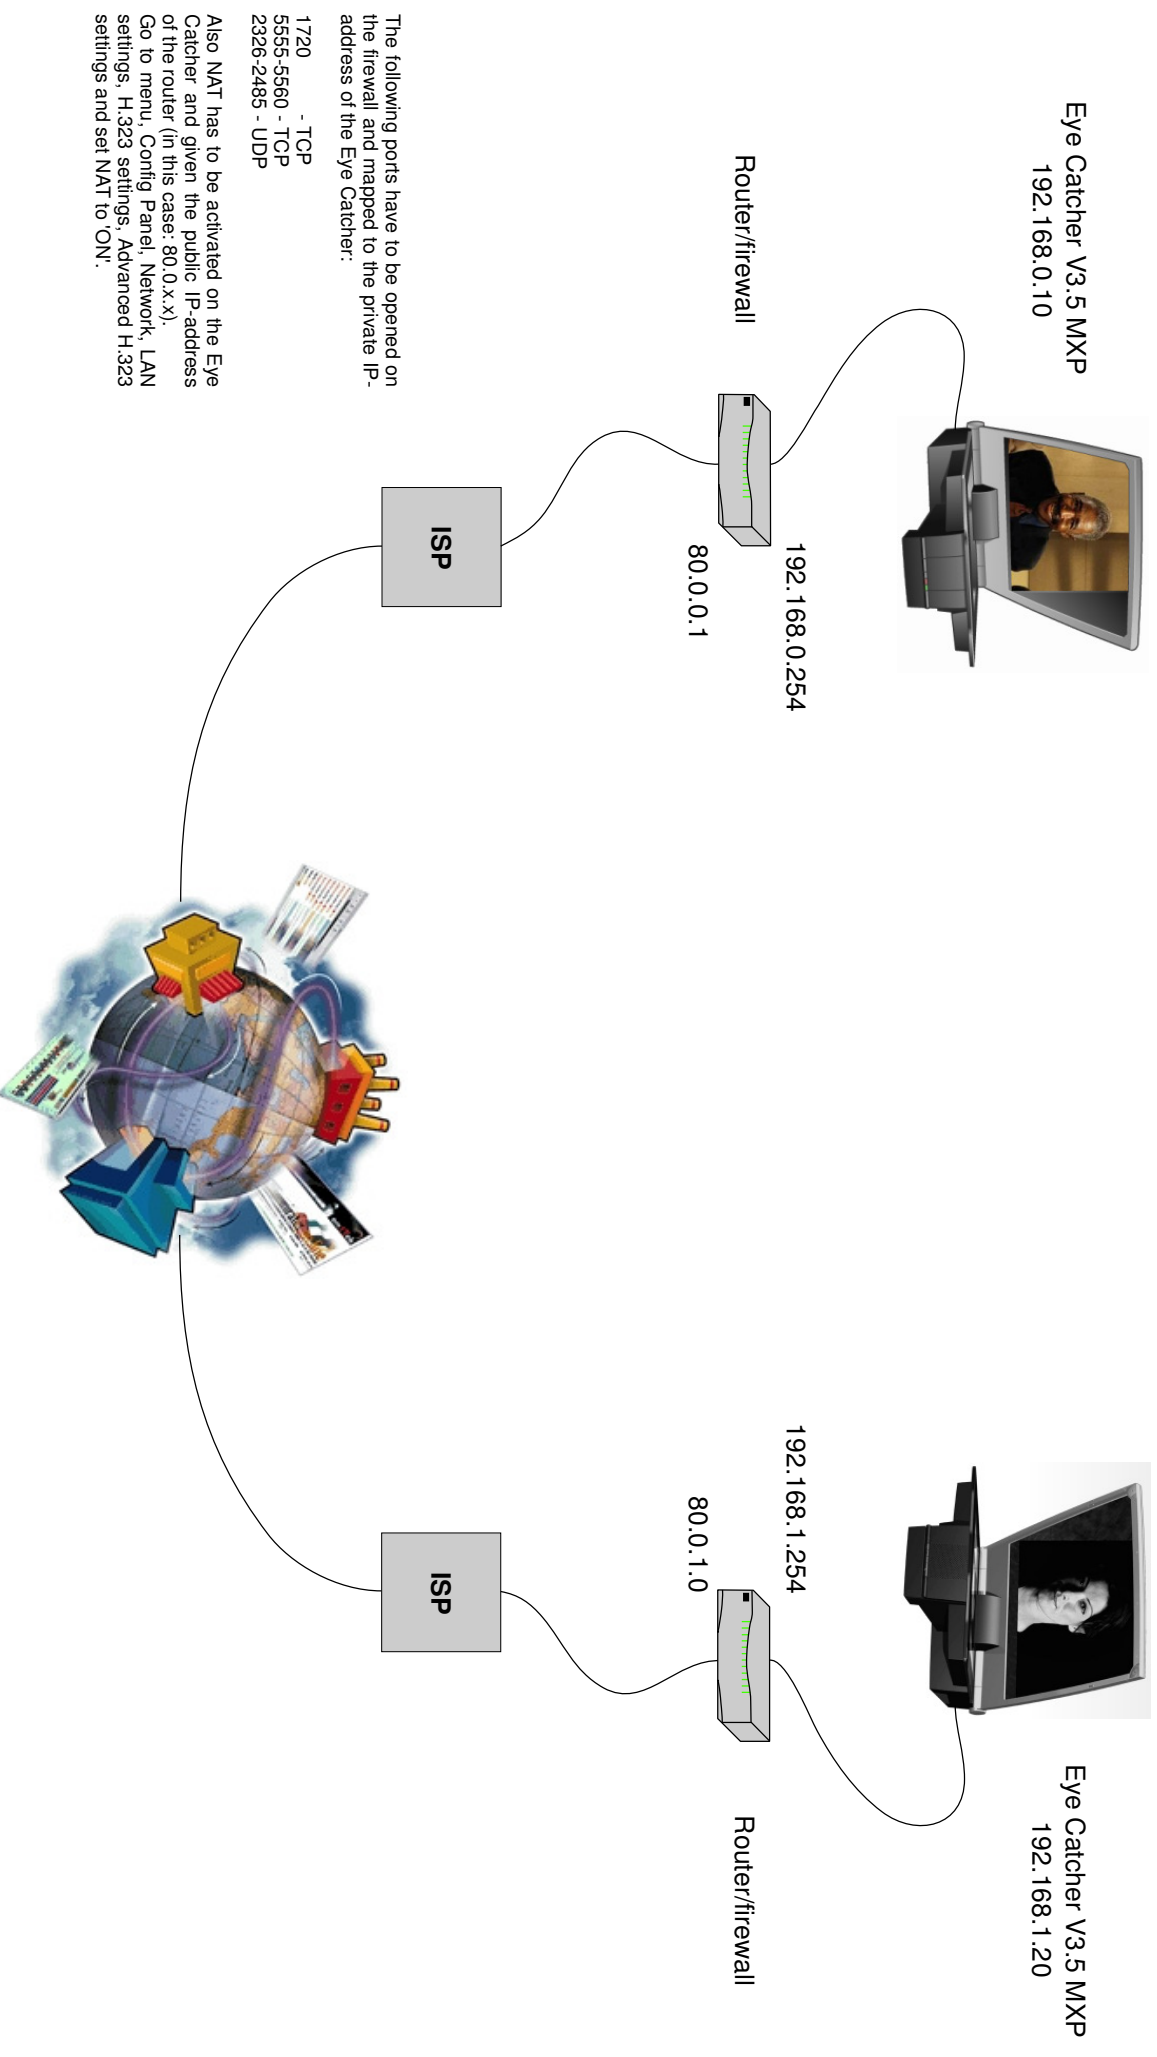 Eye Catcher V3.5 MXP
192.168.0.10
Eye Catcher V3.5 MXP
192.168.1.20
192.168.0.254
192.168.1.254
Router/firewall
Router/firewall
80.0.0.1
80.0.1.0
ISP
ISP
The following ports have to be opened on
the firewall and mapped to the private IP-
address of the Eye Catcher:
1720 - TCP
5555-5560 - TCP
2326-2485 - UDP
Also NAT has to be activated on the Eye
Catcher and given the public IP-address
of the router (in this case: 80.0.x.x).
Go to menu, Config Panel, Network, LAN
settings, H.323 settings, Advanced H.323
settings and set NAT to 'ON'.